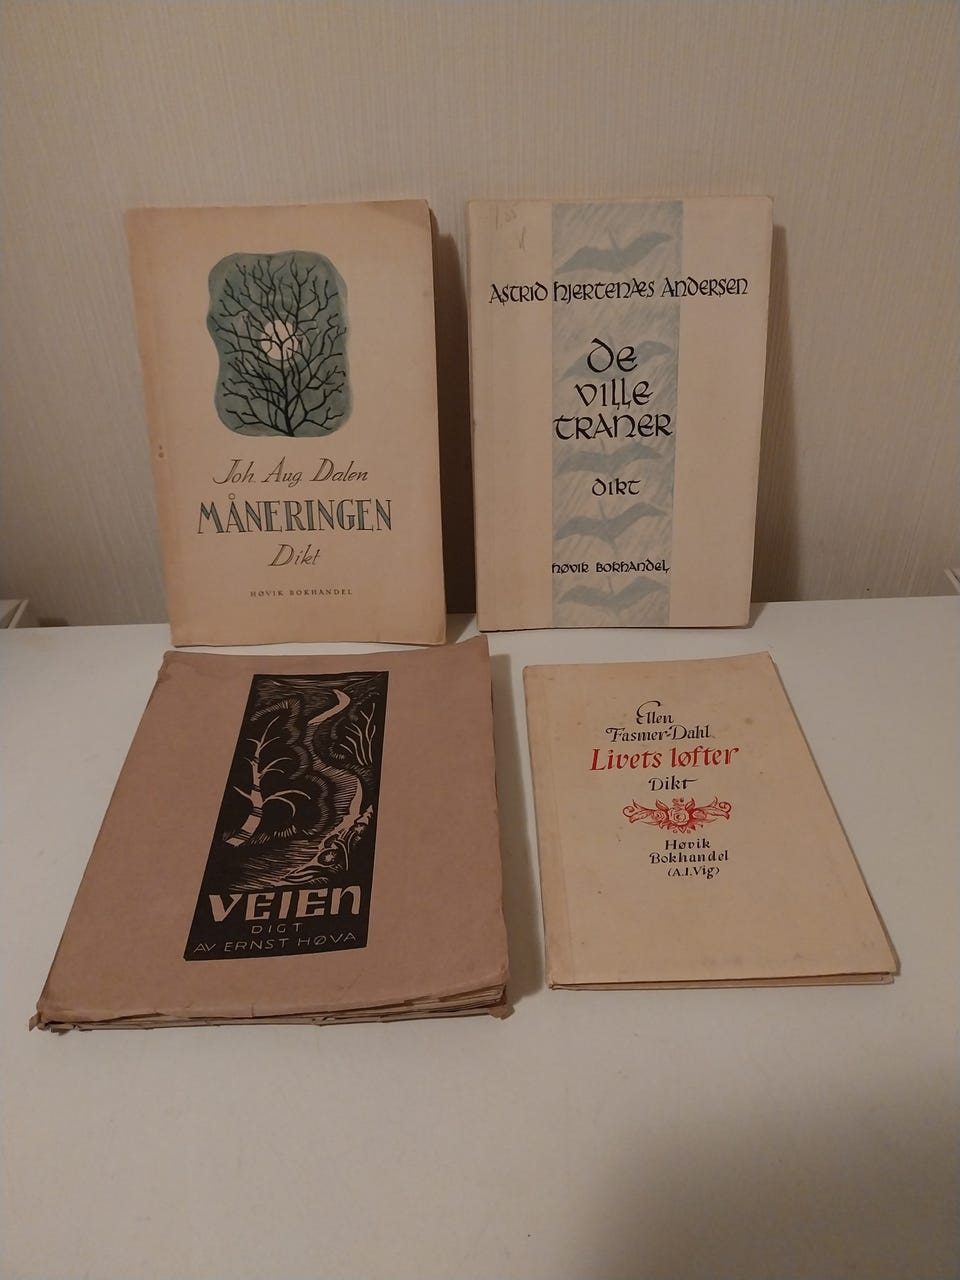 Joh. Aug. Dalen
MÅNERINGEN
Dikt
HØVIK BOKHANDEL
ASTRID HJERTENÆS ANDERSEN
DE
VILLE
TRANER
DIKT
HØVIK BOKHANDEL
VEIEN
DIGT
AV ERNST HØVA
Ellen
Fasmer-Dahl
Livets løfter
Dikt
Høvik
Bokhandel
(A.I.Vig)